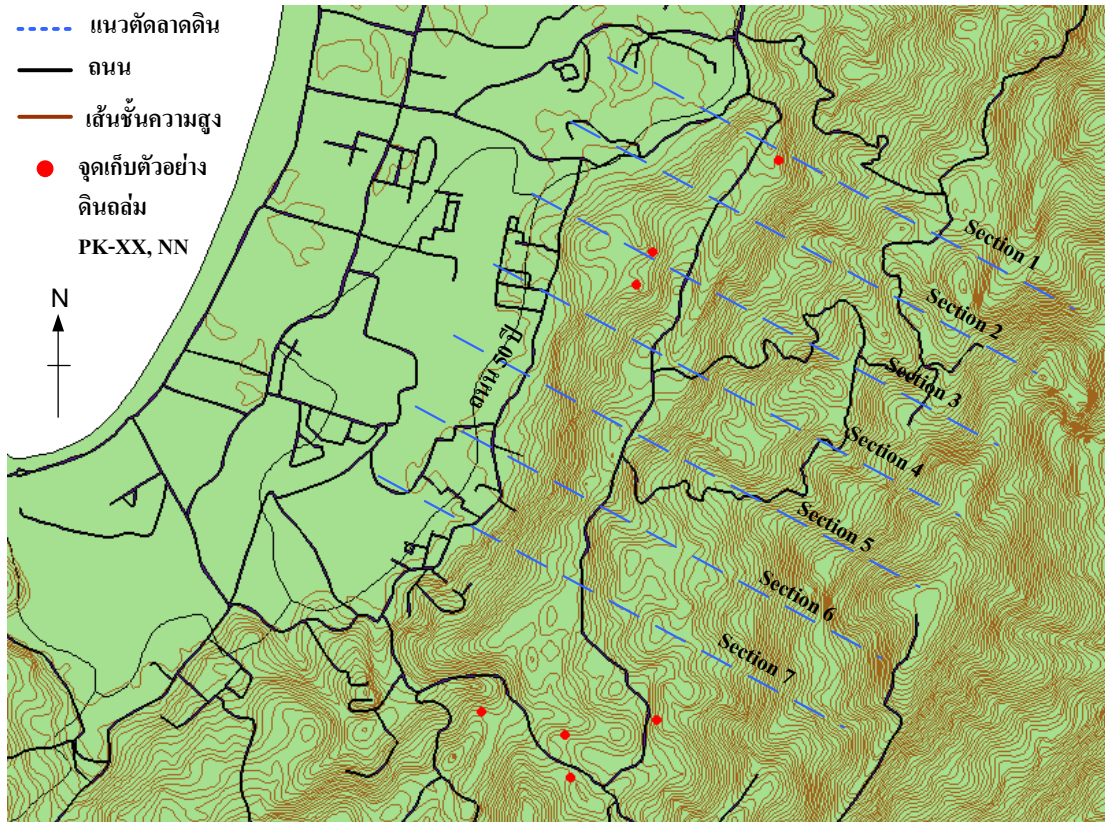 แนวตัดลาดดิน
ถนน
เส้นชั้นความสูง
จุดเก็บตัวอย่าง
ดินถล่ม
PK-XX, NN
N
ถนน 50 ปี
Section 1
Section 2
Section 3
Section 4
Section 5
Section 6
Section 7